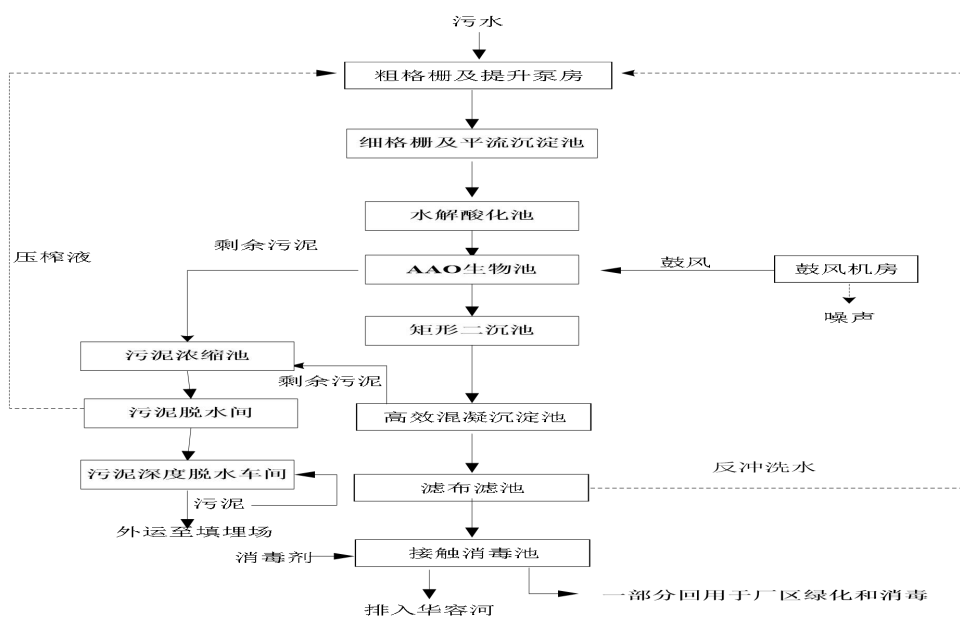 污水
粗格栅及提升泵房
细格栅及平流沉淀池
水解酸化池
剩余污泥
压榨液
AAO生物池
鼓风
鼓风机房
噪声
矩形二沉池
污泥浓缩池
剩余污泥
污泥脱水间
高效混凝沉淀池
污泥深度脱水车间
反冲洗水
滤布滤池
污泥
外运至填埋场
消毒剂
接触消毒池
一部分回用于厂区绿化和消毒
排入华容河